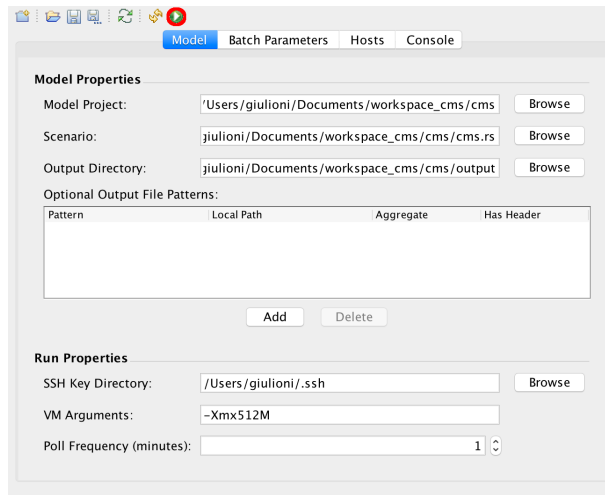 Model Batch Parameters Hosts Console
Model Properties
Model Project: /Users/giulioni/Documents/workspace_cms/cms Browse
Scenario: giulioni/Documents/workspace_cms/cms/cms.rs Browse
Output Directory: giulioni/Documents/workspace_cms/cms/output Browse
Optional Output File Patterns:
Pattern Local Path Aggregate Has Header
Add Delete
Run Properties
SSH Key Directory: /Users/giulioni/.ssh Browse
VM Arguments: -Xmx512M
Poll Frequency (minutes): 1